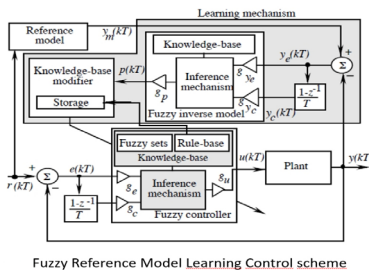 Learning mechanism
Reference
model
y_m(kT)
Knowledge-base
Knowledge-base
modifier
Storage
p(kT)
g_p
Inference
mechanism
g_ye
g_yc
Fuzzy inverse model
y_e(kT)
y_c(kT)
1-z^-1
T
+
Σ
−
Fuzzy sets
Rule-base
Knowledge-base
r(kT)
+
Σ
−
e(kT)
1-z^-1
T
g_e
g_c
Inference
mechanism
g_u
Fuzzy controller
u(kT)
Plant
y(kT
Fuzzy Reference Model Learning Control scheme